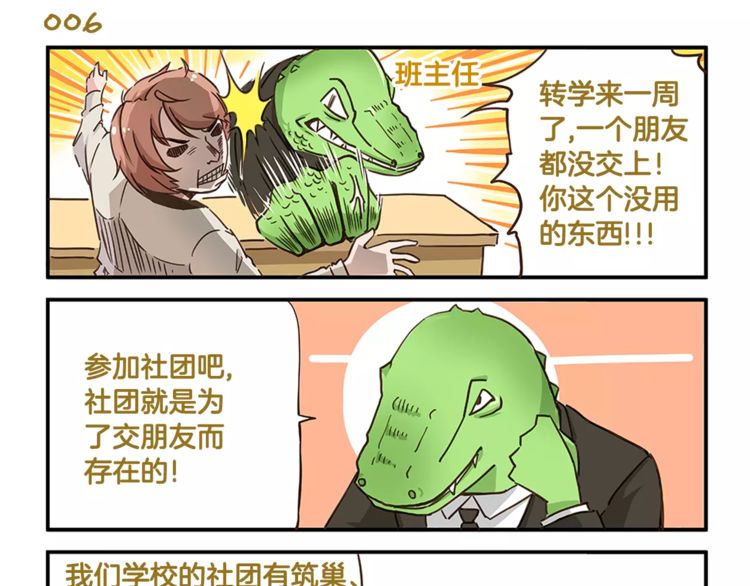 006
班主任
转学来一周
了,一个朋友
都没交上!
你这个没用
的东西!!!
参加社团吧,
社团就是为
了交朋友而
存在的!
我们学校的社团有筑巢、